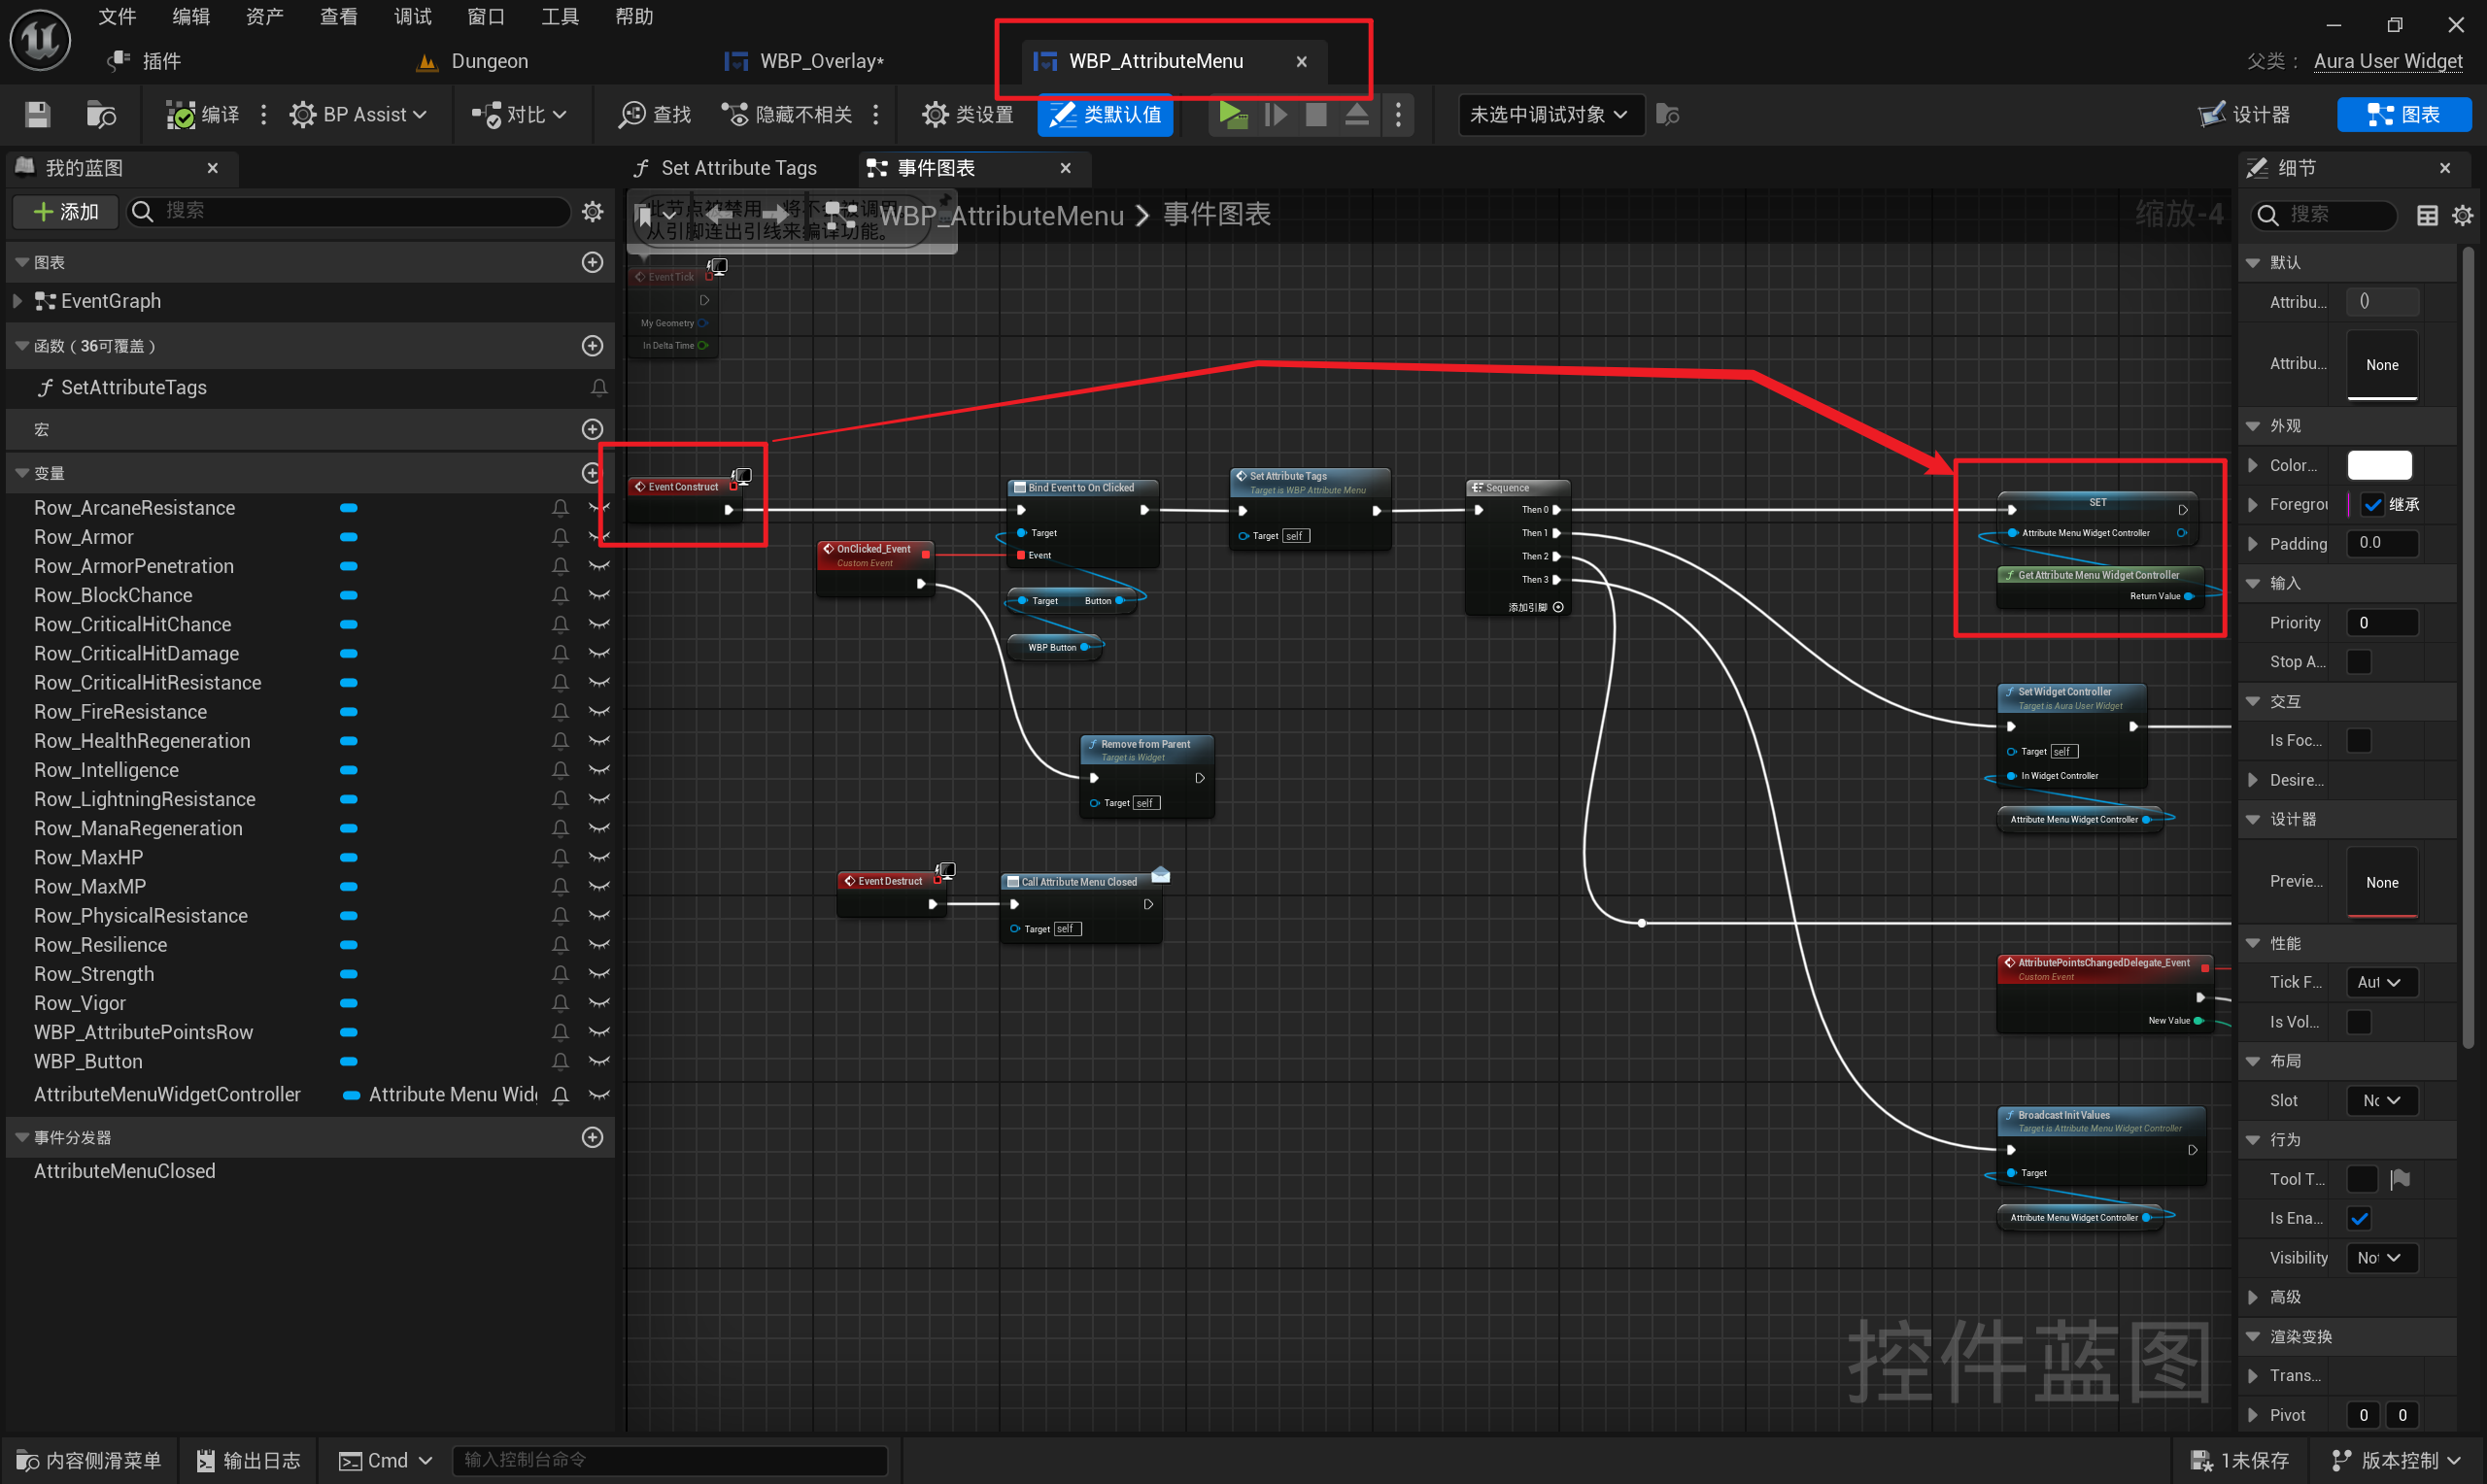 文件 编辑 资产 查看 调试 窗口 工具 帮助
插件 Dungeon WBP_Overlay* WBP_AttributeMenu
父类： Aura User Widget
编译 BP Assist 对比 查找 隐藏不相关 类设置 类默认值 未选中调试对象 设计器 图表
我的蓝图
添加 搜索
图表
EventGraph
函数（36可覆盖）
SetAttributeTags
宏
变量
Row_ArcaneResistance
Row_Armor
Row_ArmorPenetration
Row_BlockChance
Row_CriticalHitChance
Row_CriticalHitDamage
Row_CriticalHitResistance
Row_FireResistance
Row_HealthRegeneration
Row_Intelligence
Row_LightningResistance
Row_ManaRegeneration
Row_MaxHP
Row_MaxMP
Row_PhysicalResistance
Row_Resilience
Row_Strength
Row_Vigor
WBP_AttributePointsRow
WBP_Button
AttributeMenuWidgetController Attribute Menu Wid
事件分发器
AttributeMenuClosed
Set Attribute Tags 事件图表
WBP_AttributeMenu 事件图表
缩放-4
从引脚连出引线来编译功能。
Event Tick
My Geometry
In Delta Time
Event Construct
OnClicked_Event
Custom Event
Bind Event to On Clicked
Target
Event
Target Button
WBP Button
Set Attribute Tags
Target is WBP Attribute Menu
Target self
Sequence
Then 0
Then 1
Then 2
Then 3
添加引脚
SET
Attribute Menu Widget Controller
Get Attribute Menu Widget Controller
Return Value
Set Widget Controller
Target is Aura User Widget
Target self
In Widget Controller
Attribute Menu Widget Controller
Remove from Parent
Target is Widget
Target self
Event Destruct
Call Attribute Menu Closed
Target self
AttributePointsChangedDelegate_Event
Custom Event
New Value
Broadcast Init Values
Target is Attribute Menu Widget Controller
Target
Attribute Menu Widget Controller
控件蓝图
细节
搜索
默认
Attribu... ()
Attribu... None
外观
Color...
Foregrou 继承
Padding 0.0
输入
Priority 0
Stop A...
交互
Is Foc...
Desire...
设计器
Previe... None
性能
Tick F... Aut
Is Vol...
布局
Slot No
行为
Tool T...
Is Ena...
Visibility No
高级
渲染变换
Trans...
Pivot 0 0
内容侧滑菜单 输出日志 Cmd 输入控制台命令 1未保存 版本控制